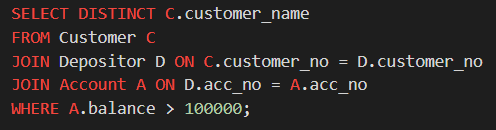 SELECT DISTINCT C.customer_name
FROM Customer C
JOIN Depositor D ON C.customer_no = D.customer_no
JOIN Account A ON D.acc_no = A.acc_no
WHERE A.balance > 100000;